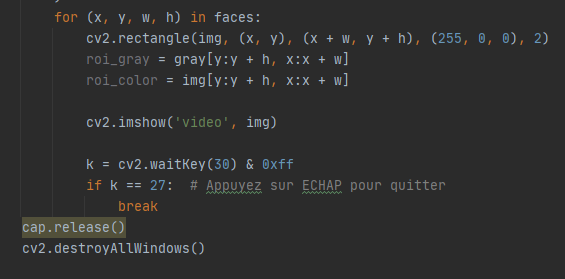 for (x, y, w, h) in faces:
cv2.rectangle(img, (x, y), (x + w, y + h), (255, 0, 0), 2)
roi_gray = gray[y:y + h, x:x + w]
roi_color = img[y:y + h, x:x + w]
cv2.imshow('video', img)
k = cv2.waitKey(30) & 0xff
if k == 27:  # Appuyez sur ECHAP pour quitter
break
cap.release()
cv2.destroyAllWindows()